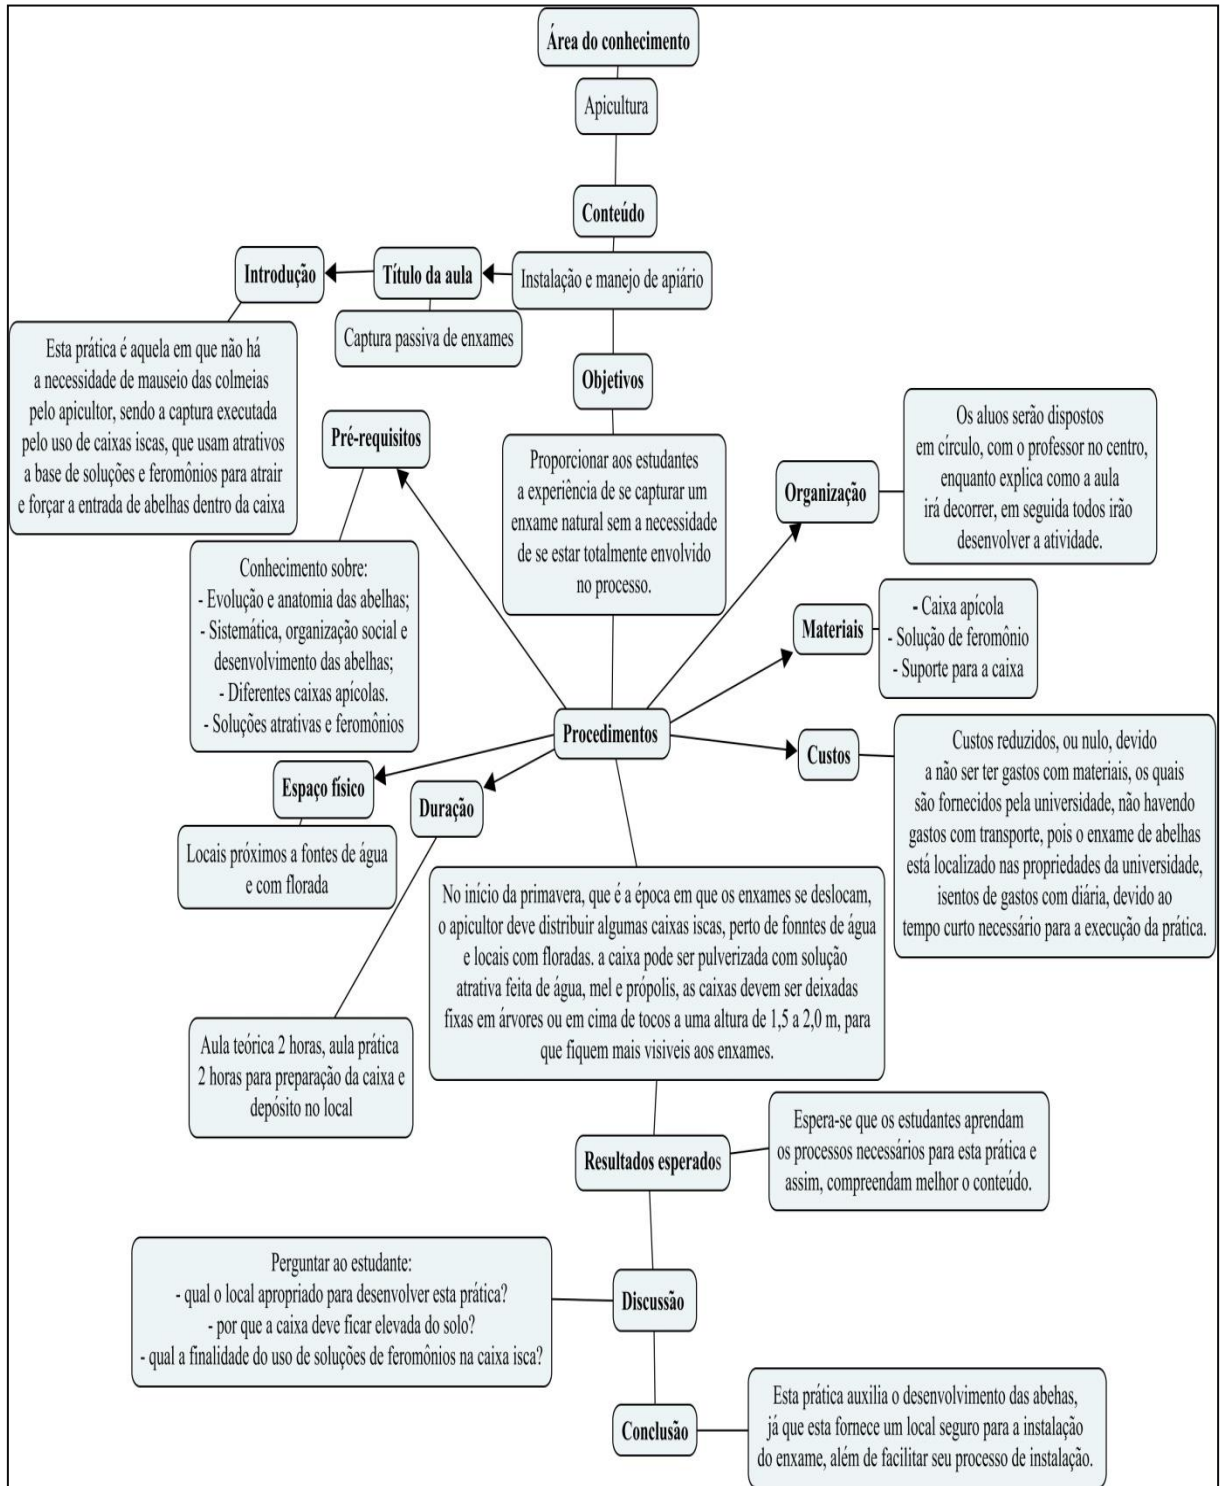 Área do conhecimento
Apicultura
Conteúdo
Instalação e manejo de apiário
Título da aula
Captura passiva de enxames
Introdução
Esta prática é aquela em que não há
a necessidade de mauseio das colmeias
pelo apicultor, sendo a captura executada
pelo uso de caixas iscas, que usam atrativos
a base de soluções e feromônios para atrair
e forçar a entrada de abelhas dentro da caixa
Objetivos
Proporcionar aos estudantes
a experiência de se capturar um
enxame natural sem a necessidade
de se estar totalmente envolvido
no processo.
Pré-requisitos
Conhecimento sobre:
- Evolução e anatomia das abelhas;
- Sistemática, organização social e
desenvolvimento das abelhas;
- Diferentes caixas apícolas.
- Soluções atrativas e feromônios
Organização
Os aluos serão dispostos
em círculo, com o professor no centro,
enquanto explica como a aula
irá decorrer, em seguida todos irão
desenvolver a atividade.
Materiais
- Caixa apícola
- Solução de feromônio
- Suporte para a caixa
Procedimentos
Custos
Custos reduzidos, ou nulo, devido
a não ser ter gastos com materiais, os quais
são fornecidos pela universidade, não havendo
gastos com transporte, pois o enxame de abelhas
está localizado nas propriedades da universidade,
isentos de gastos com diária, devido ao
tempo curto necessário para a execução da prática.
Espaço físico
Locais próximos a fontes de água
e com florada
Duração
Aula teórica 2 horas, aula prática
2 horas para preparação da caixa e
depósito no local
No início da primavera, que é a época em que os enxames se deslocam,
o apicultor deve distribuir algumas caixas iscas, perto de fonntes de água
e locais com floradas. a caixa pode ser pulverizada com solução
atrativa feita de água, mel e própolis, as caixas devem ser deixadas
fixas em árvores ou em cima de tocos a uma altura de 1,5 a 2,0 m, para
que fiquem mais visiveis aos enxames.
Resultados esperados
Espera-se que os estudantes aprendam
os processos necessários para esta prática e
assim, compreendam melhor o conteúdo.
Discussão
Perguntar ao estudante:
- qual o local apropriado para desenvolver esta prática?
- por que a caixa deve ficar elevada do solo?
- qual a finalidade do uso de soluções de feromônios na caixa isca?
Conclusão
Esta prática auxilia o desenvolvimento das abehas,
já que esta fornece um local seguro para a instalação
do enxame, além de facilitar seu processo de instalação.